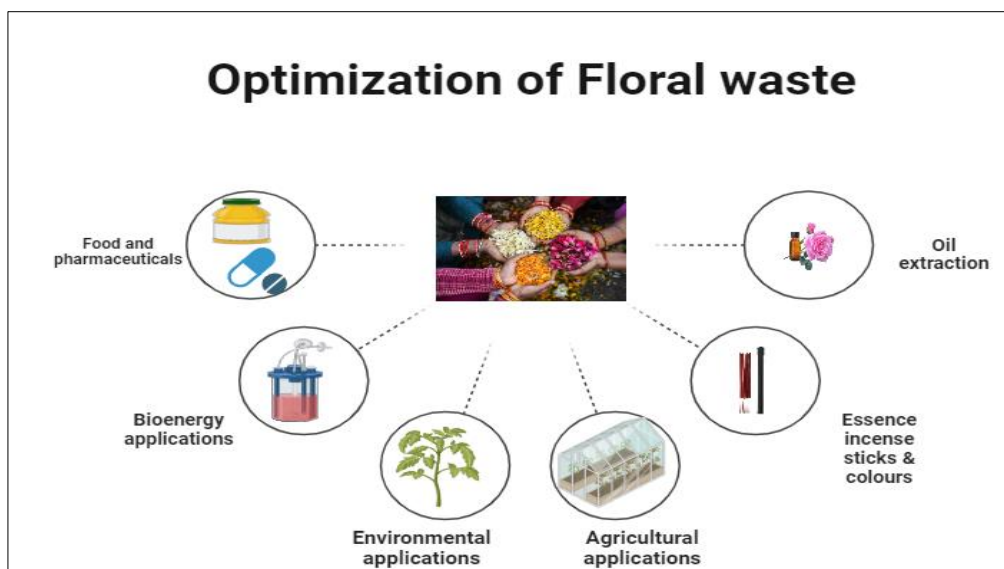 Optimization of Floral waste
Food and
pharmaceuticals
Oil
extraction
Bioenergy
applications
Essence
incense
sticks &
colours
Environmental
applications
Agricultural
applications